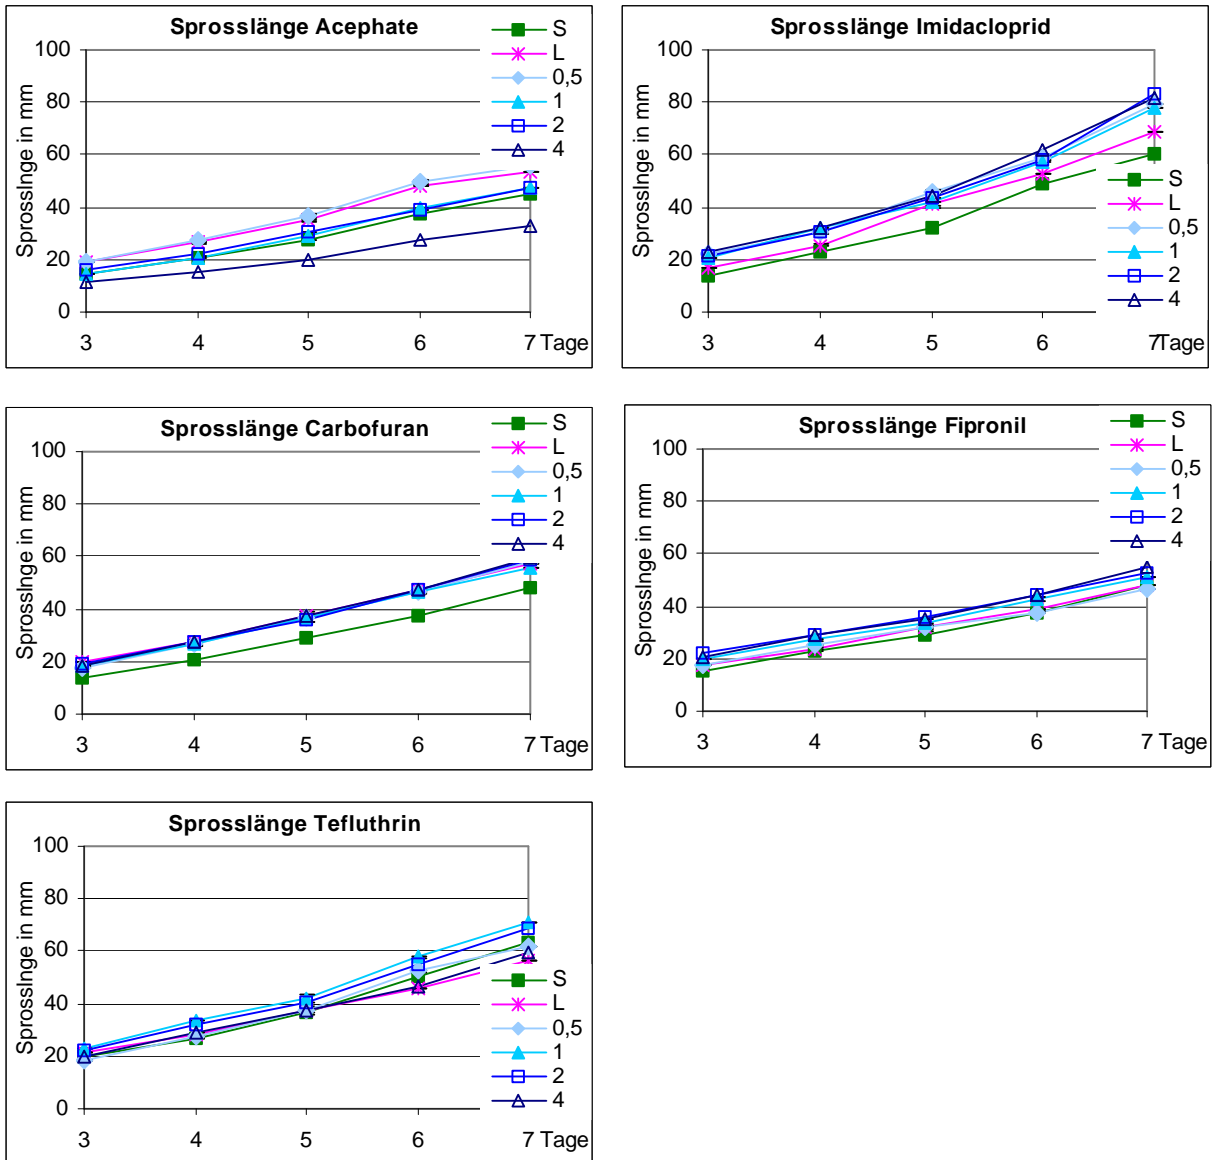 Sprosslänge Acephate
Sprosslnge in mm
100
80
60
40
20
0
3 4 5 6 7 Tage
S
L
0,5
1
2
4
Sprosslänge Imidacloprid
Sprosslnge in mm
100
80
60
40
20
0
3 4 5 6 7Tage
S
L
0,5
1
2
4
Sprosslänge Carbofuran
Sprosslnge in mm
100
80
60
40
20
0
3 4 5 6 7 Tage
S
L
0,5
1
2
4
Sprosslänge Fipronil
Sprosslnge in mm
100
80
60
40
20
0
3 4 5 6 7 Tage
S
L
0,5
1
2
4
Sprosslänge Tefluthrin
Sprosslnge in mm
100
80
60
40
20
0
3 4 5 6 7 Tage
S
L
0,5
1
2
4